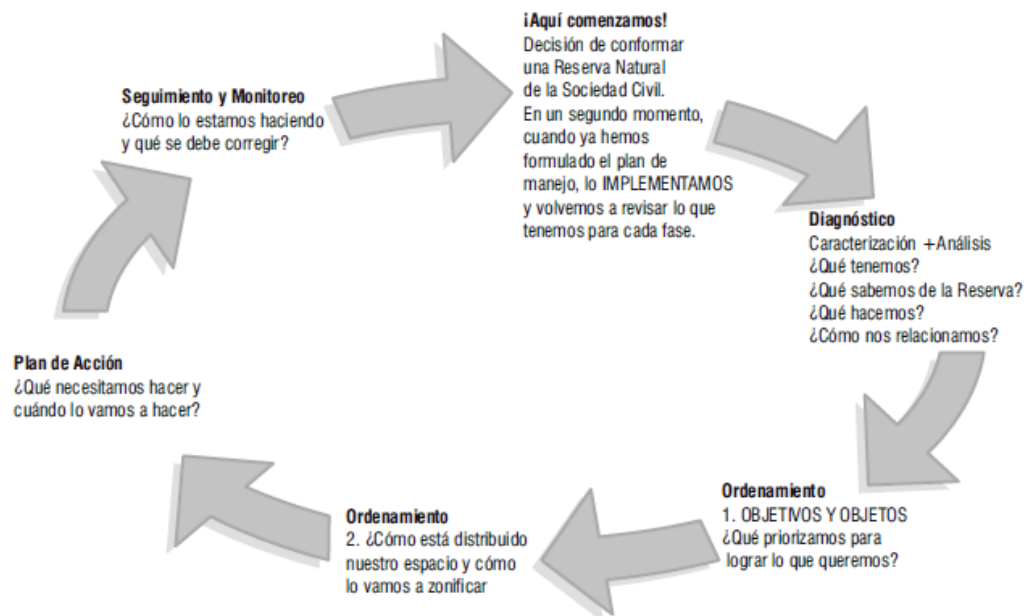 ¡Aquí comenzamos!
Decisión de conformar
una Reserva Natural
de la Sociedad Civil.
En un segundo momento,
cuando ya hemos
formulado el plan de
manejo, lo IMPLEMENTAMOS
y volvemos a revisar lo que
tenemos para cada fase.
Diagnóstico
Caracterización +Análisis
¿Qué tenemos?
¿Qué sabemos de la Reserva?
¿Qué hacemos?
¿Cómo nos relacionamos?
Ordenamiento
1. OBJETIVOS Y OBJETOS
¿Qué priorizamos para
lograr lo que queremos?
Ordenamiento
2. ¿Cómo está distribuido
nuestro espacio y cómo
lo vamos a zonificar
Plan de Acción
¿Qué necesitamos hacer y
cuándo lo vamos a hacer?
Seguimiento y Monitoreo
¿Cómo lo estamos haciendo
y qué se debe corregir?